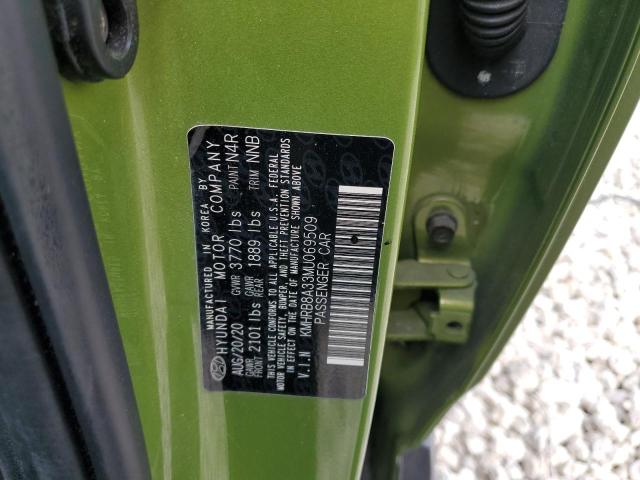 MANUFACTURED IN KOREA BY
HYUNDAI MOTOR COMPANY
AUG/20/20 GVWR 3770 lbs PAINT N4R
GAWR FRONT 2101 lbs GAWR REAR 1889 lbs TRIM NNB
THIS VEHICLE CONFORMS TO ALL APPLICABLE U.S.A. FEDERAL
MOTOR VEHICLE SAFETY, BUMPER, AND THEFT PREVENTION STANDARDS
IN EFFECT ON THE DATE OF MANUFACTURE SHOWN ABOVE
V.I.N KMHRB8A33MU069509
PASSENGER CAR